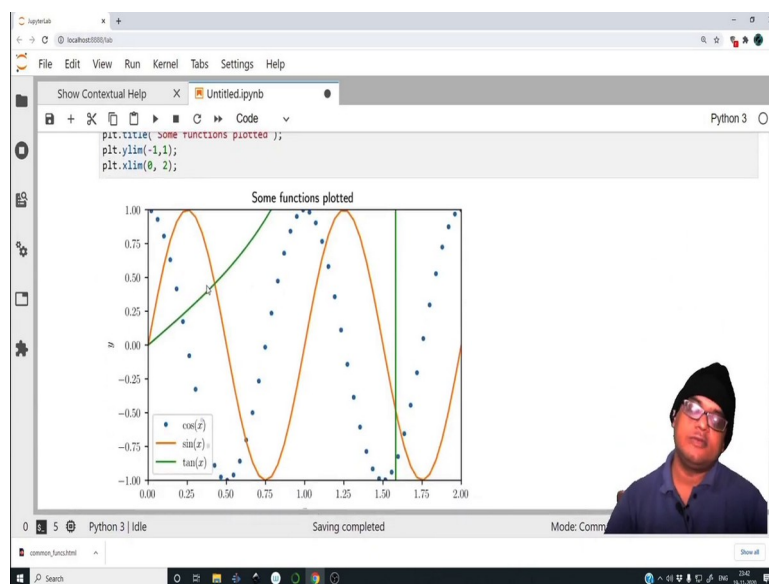 JupyterLab
localhost:8888/lab
File Edit View Run Kernel Tabs Settings Help
Show Contextual Help Untitled.ipynb
Code Python 3
plt.title( Some functions plotted );
plt.ylim(-1,1);
plt.xlim(0, 2);
Some functions plotted
1.00
0.75
0.50
0.25
0.00
y
−0.25
−0.50
−0.75
−1.00
cos(x)
sin(x)
tan(x)
0.00 0.25 0.50 0.75 1.00 1.25 1.50 1.75 2.00
0 5 Python 3 | Idle Saving completed Mode: Comm
common_funcs.html Show all
Search ENG 23:42